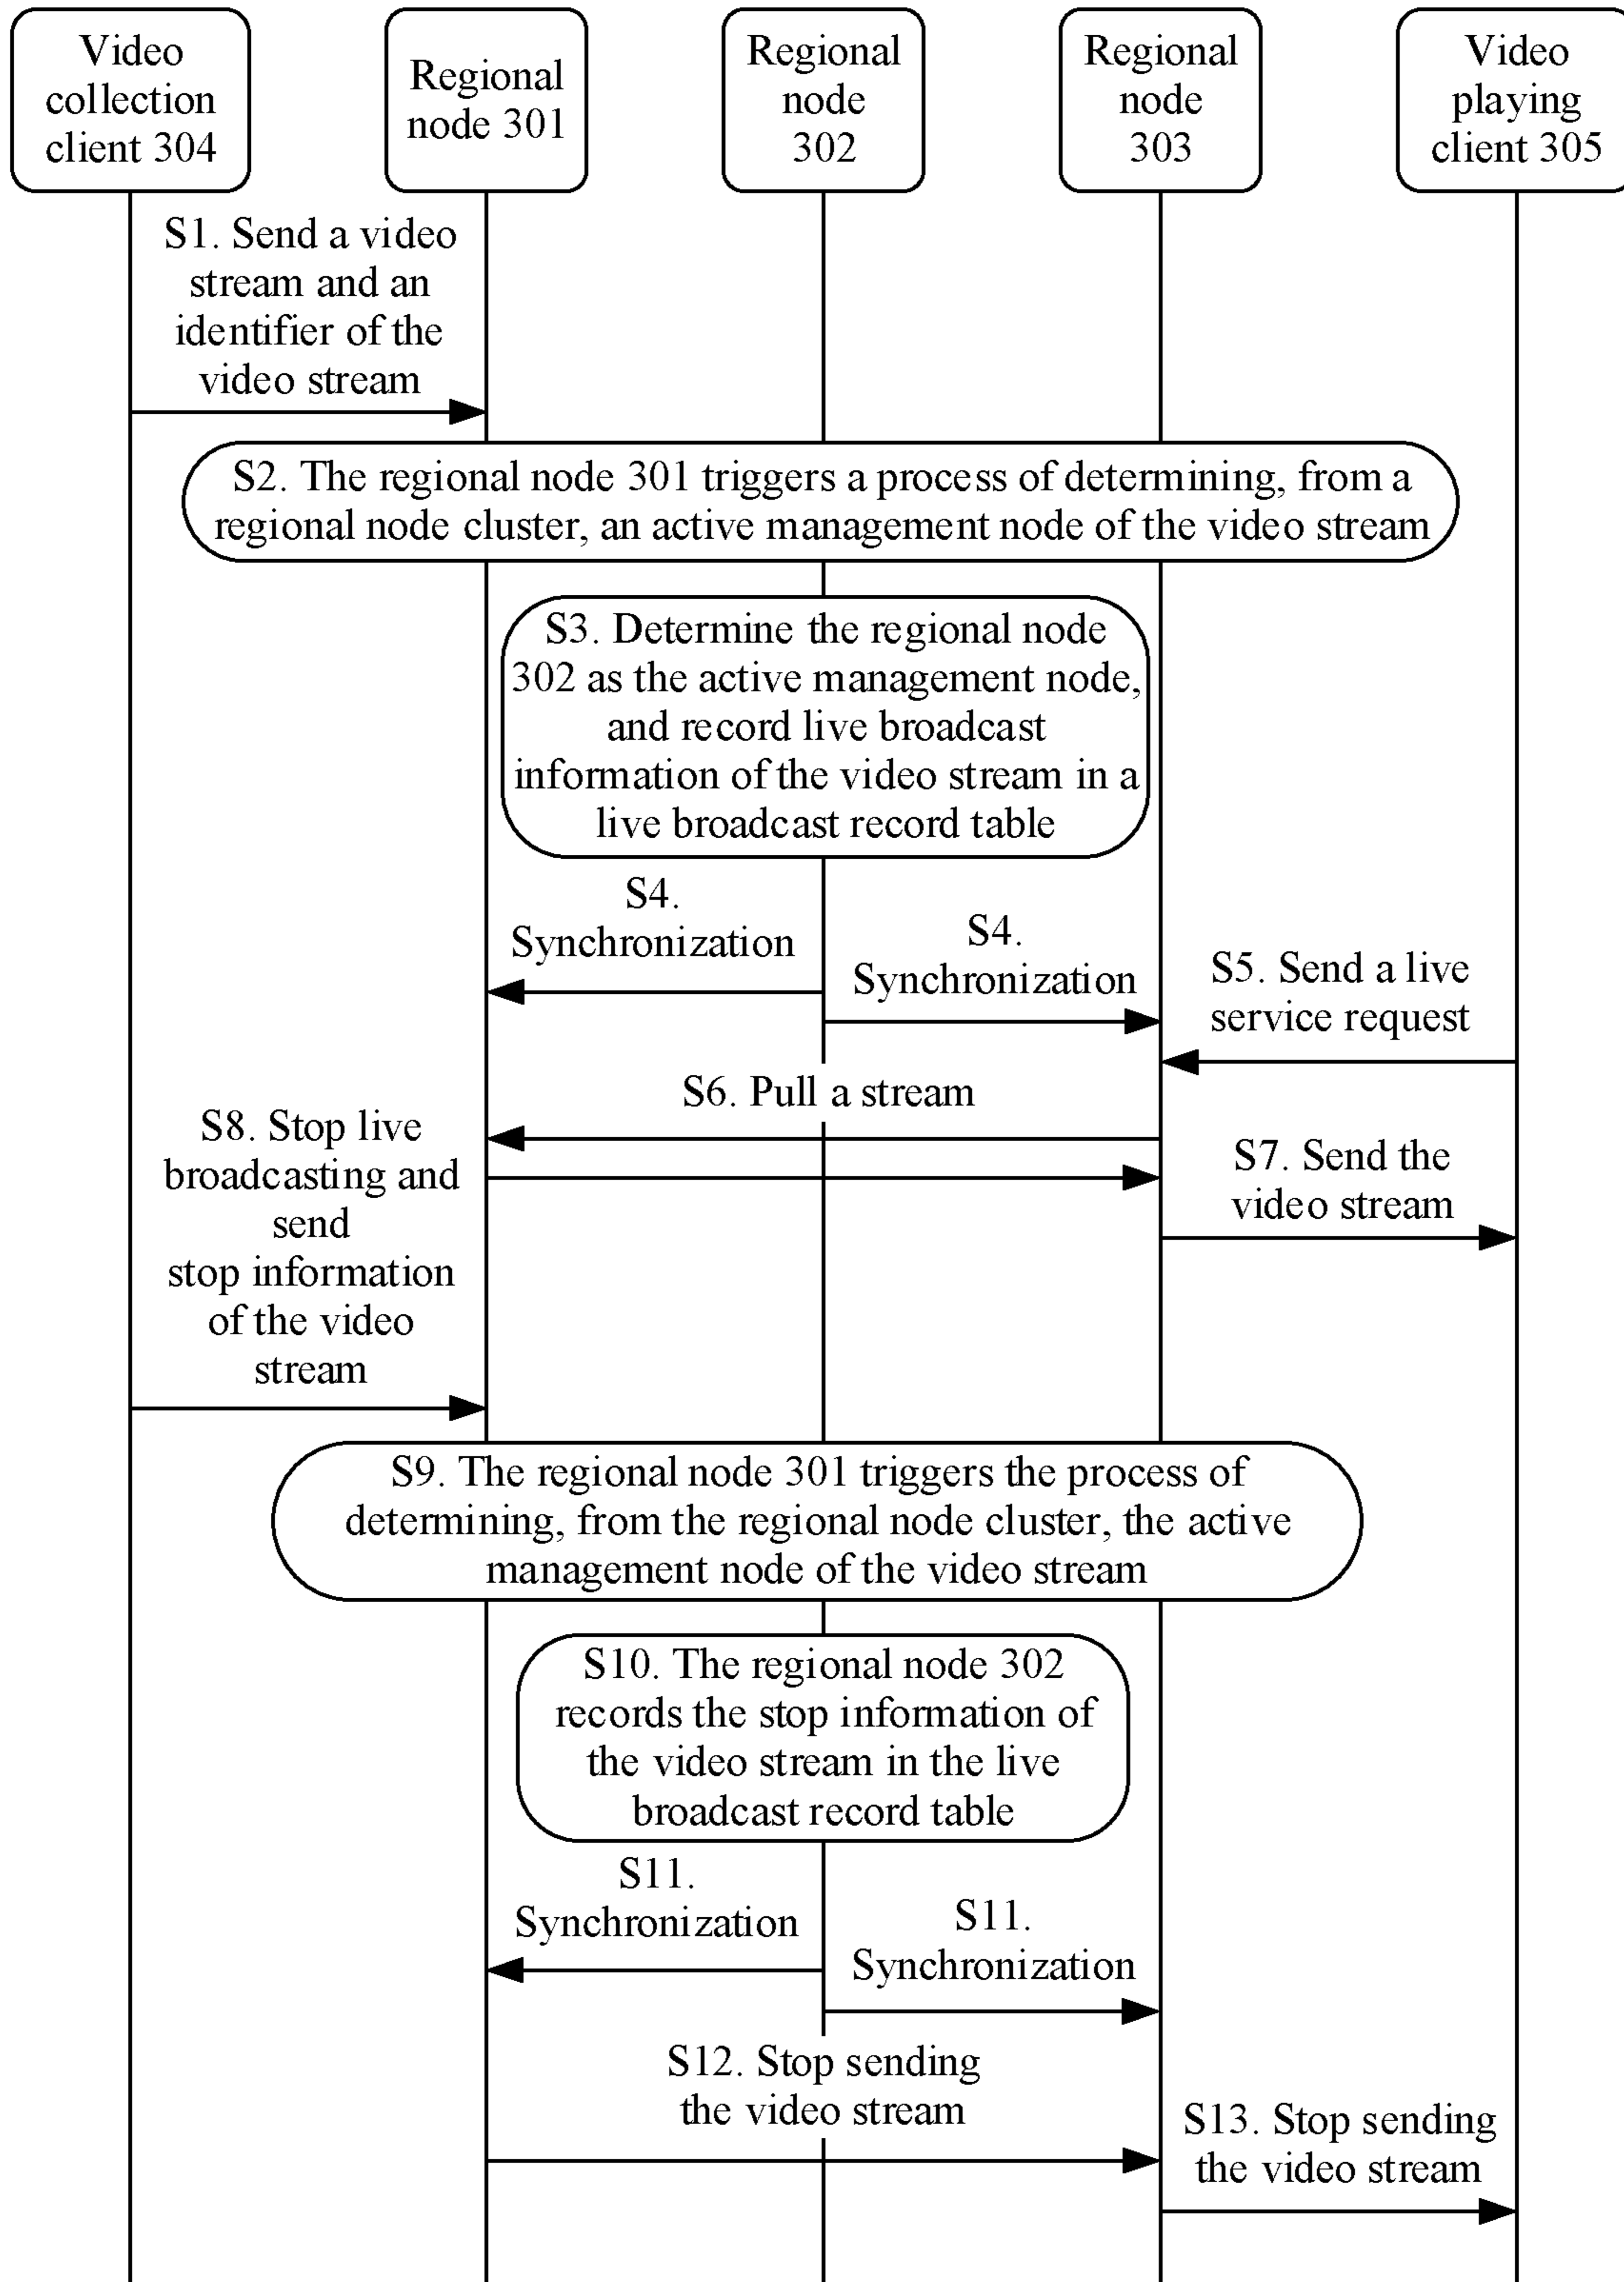 Video
collection
client 304
Regional
node 301
Regional
node
302
Regional
node
303
Video
playing
client 305
S1. Send a video
stream and an
identifier of the
video stream
S2. The regional node 301 triggers a process of determining, from a
regional node cluster, an active management node of the video stream
S3. Determine the regional node
302 as the active management node,
and record live broadcast
information of the video stream in a
live broadcast record table
S4.
Synchronization
S4.
Synchronization
S5. Send a live
service request
S6. Pull a stream
S7. Send the
video stream
S8. Stop live
broadcasting and
send
stop information
of the video
stream
S9. The regional node 301 triggers the process of
determining, from the regional node cluster, the active
management node of the video stream
S10. The regional node 302
records the stop information of
the video stream in the live
broadcast record table
S11.
Synchronization
S11.
Synchronization
S12. Stop sending
the video stream
S13. Stop sending
the video stream